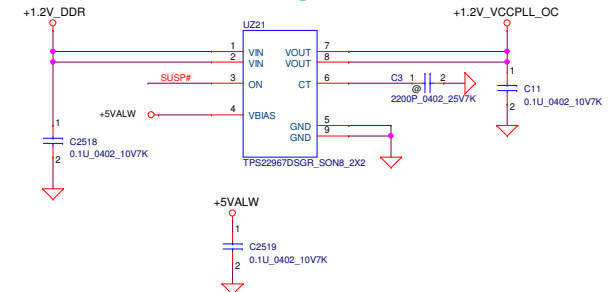 +1.2V_DDR
UZ21
+1.2V_VCCPLL_OC
1 VIN VOUT 7
2 VIN VOUT 8
SUSP# 3 ON CT 6 C3 1 2
@
2200P_0402_25V7K
1 C11
0.1U_0402_10V7K
2
+5VALW 4 VBIAS
GND 5
GND 9
1 C2518
0.1U_0402_10V7K
2
TPS22967DSGR_SON8_2X2
+5VALW
1
C2519
0.1U_0402_10V7K
2